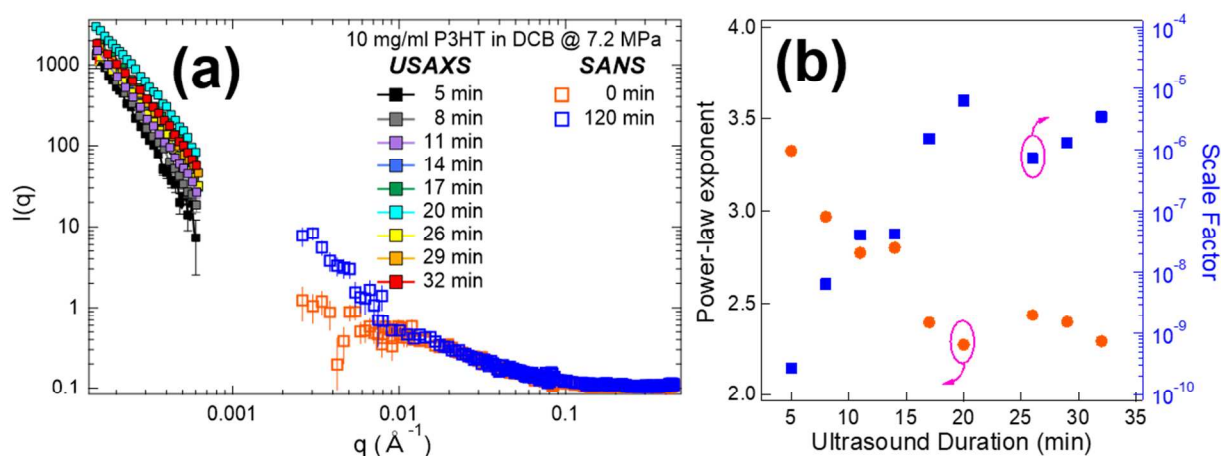 (a)
10 mg/ml P3HT in DCB @ 7.2 MPa
USAXS SANS
5 min 0 min
8 min 120 min
11 min
14 min
17 min
20 min
26 min
29 min
32 min
I(q)
1000
100
10
1
0.1
0.001 0.01 0.1
q (Å⁻¹)
(b)
Power-law exponent
4.0
3.5
3.0
2.5
2.0
5 10 15 20 25 30 35
Ultrasound Duration (min)
10⁻⁴
10⁻⁵
10⁻⁶
10⁻⁷
10⁻⁸
10⁻⁹
10⁻¹⁰
Scale Factor